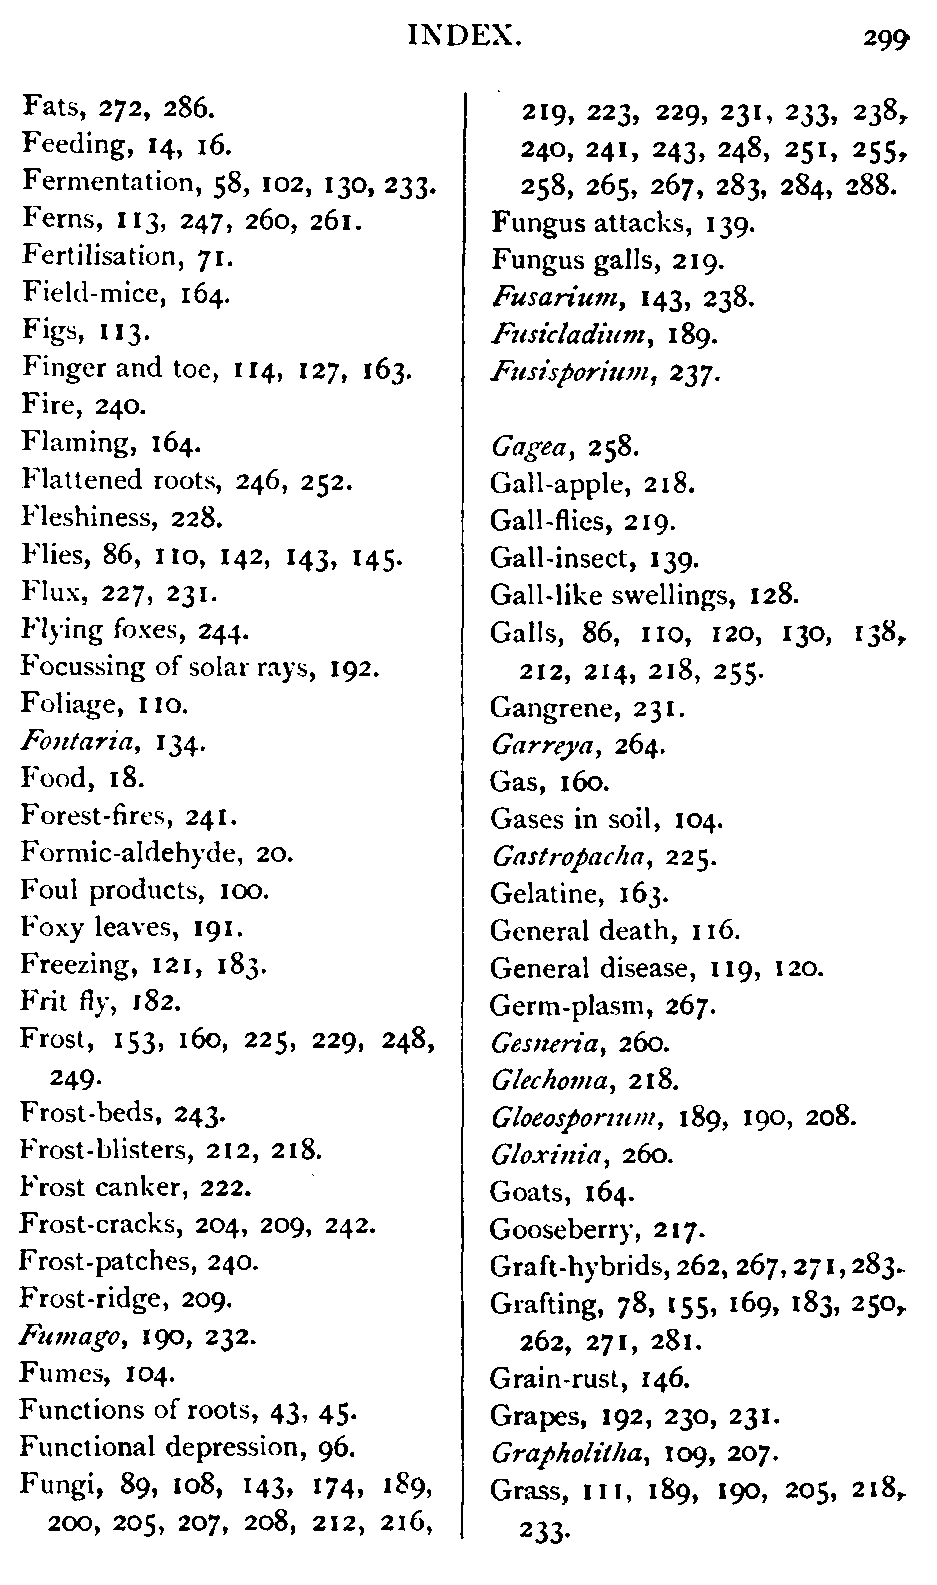 INDEX. 299
Fats, 272, 286.
Feeding, 14, 16.
Fermentation, 58, 102, 130, 233.
Ferns, 113, 247, 260, 261.
Fertilisation, 71.
Field-mice, 164.
Figs, 113.
Finger and toe, 114, 127, 163.
Fire, 240.
Flaming, 164.
Flattened roots, 246, 252.
Fleshiness, 228.
Flies, 86, 110, 142, 143, 145.
Flux, 227, 231.
Flying foxes, 244.
Focussing of solar rays, 192.
Foliage, 110.
Fontaria, 134.
Food, 18.
Forest-fires, 241.
Formic-aldehyde, 20.
Foul products, 100.
Foxy leaves, 191.
Freezing, 121, 183.
Frit fly, 182.
Frost, 153, 160, 225, 229, 248,
249.
Frost-beds, 243.
Frost-blisters, 212, 218.
Frost canker, 222.
Frost-cracks, 204, 209, 242.
Frost-patches, 240.
Frost-ridge, 209.
Fumago, 190, 232.
Fumes, 104.
Functions of roots, 43, 45.
Functional depression, 96.
Fungi, 89, 108, 143, 174, 189,
200, 205, 207, 208, 212, 216,
219, 223, 229, 231, 233, 238,
240, 241, 243, 248, 251, 255,
258, 265, 267, 283, 284, 288.
Fungus attacks, 139.
Fungus galls, 219.
Fusarium, 143, 238.
Fusicladium, 189.
Fusisporium, 237.
Gagea, 258.
Gall-apple, 218.
Gall-flies, 219.
Gall-insect, 139.
Gall-like swellings, 128.
Galls, 86, 110, 120, 130, 138,
212, 214, 218, 255.
Gangrene, 231.
Garreya, 264.
Gas, 160.
Gases in soil, 104.
Gastropacha, 225.
Gelatine, 163.
General death, 116.
General disease, 119, 120.
Germ-plasm, 267.
Gesneria, 260.
Glechoma, 218.
Gloeosporium, 189, 190, 208.
Gloxinia, 260.
Goats, 164.
Gooseberry, 217.
Graft-hybrids, 262, 267, 271, 283.
Grafting, 78, 155, 169, 183, 250,
262, 271, 281.
Grain-rust, 146.
Grapes, 192, 230, 231.
Grapholitha, 109, 207.
Grass, 111, 189, 190, 205, 218,
233.